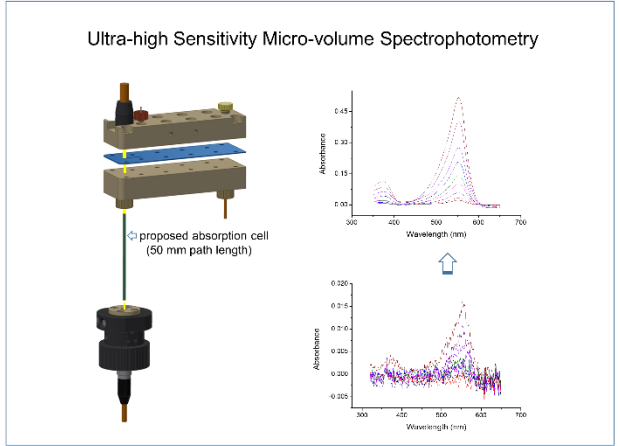 Ultra-high Sensitivity Micro-volume Spectrophotometry
proposed absorption cell
(50 mm path length)
Absorbance
0.45
0.30
0.15
0.00
300
400
500
600
700
Wavelength (nm)
Absorbance
0.020
0.015
0.010
0.005
0.000
-0.005
300
400
500
600
700
Wavelength (nm)